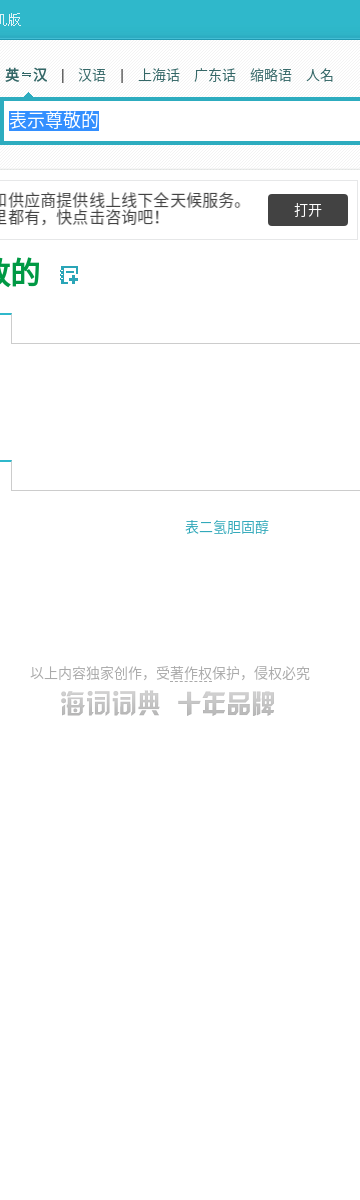 机版
英⇋汉 | 汉语 | 上海话 广东话 缩略语 人名
表示尊敬的
和供应商提供线上线下全天候服务。
里都有，快点击咨询吧！
打开
敬的
表二氢胆固醇
以上内容独家创作，受著作权保护，侵权必究
海词词典 十年品牌